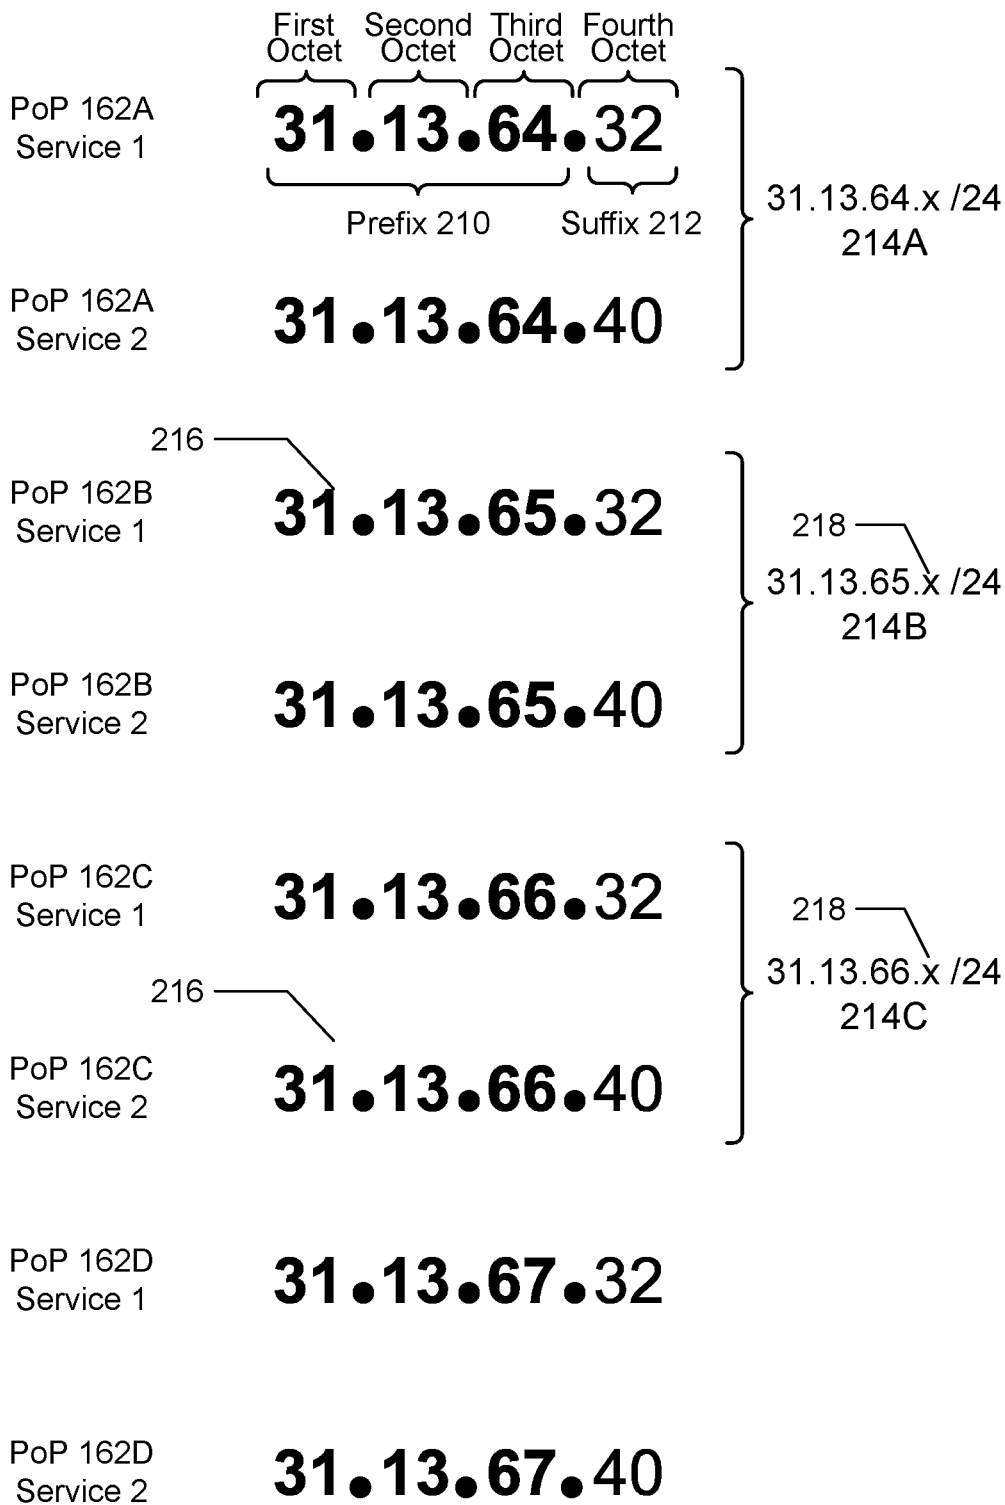 First Octet
Second Octet
Third Octet
Fourth Octet
PoP 162A
Service 1
31.13.64.32
Prefix 210
Suffix 212
31.13.64.x /24
214A
PoP 162A
Service 2
31.13.64.40
216
PoP 162B
Service 1
31.13.65.32
218
31.13.65.x /24
214B
PoP 162B
Service 2
31.13.65.40
PoP 162C
Service 1
31.13.66.32
218
31.13.66.x /24
214C
216
PoP 162C
Service 2
31.13.66.40
PoP 162D
Service 1
31.13.67.32
PoP 162D
Service 2
31.13.67.40